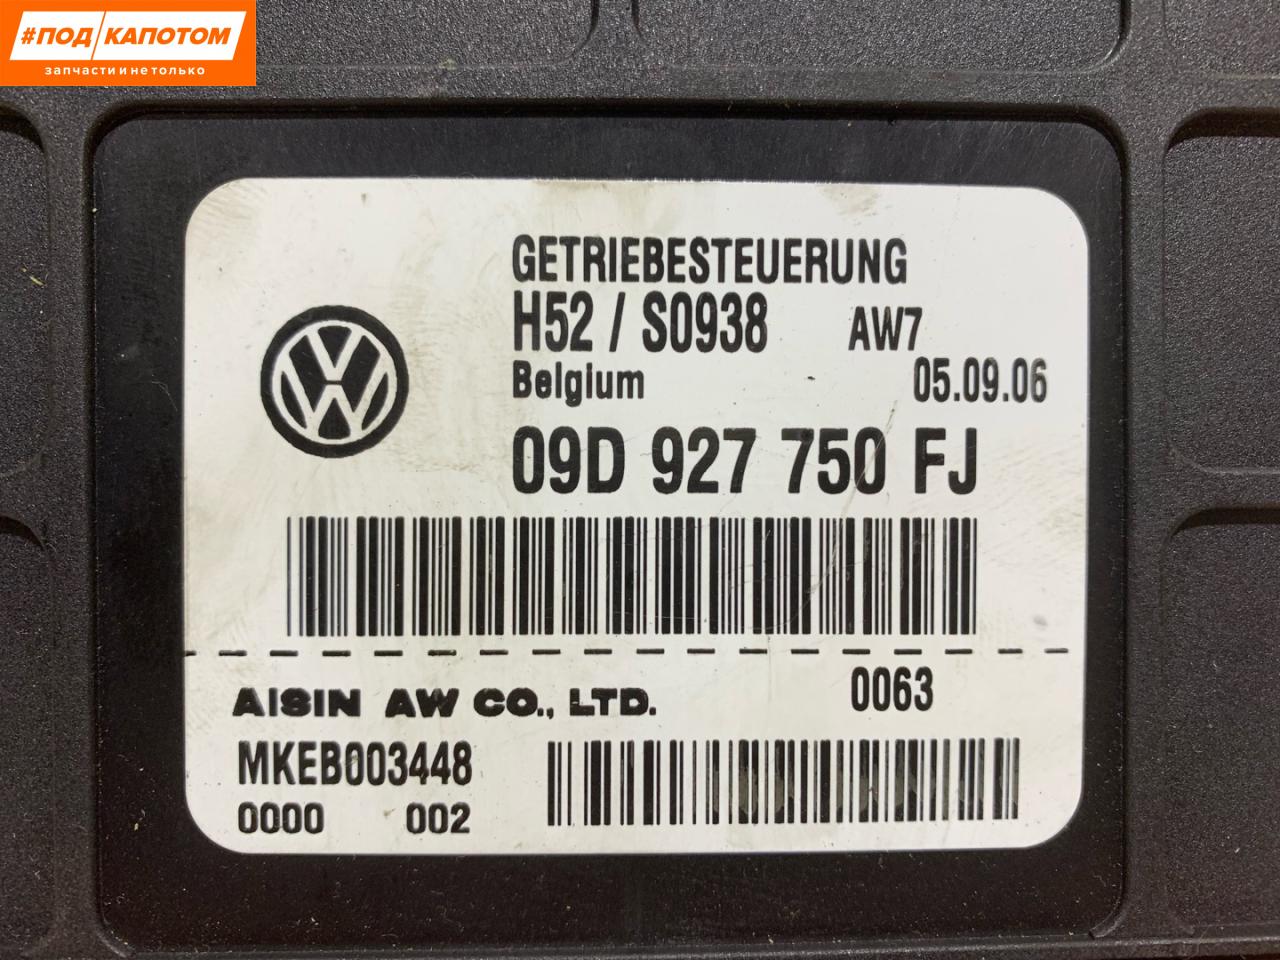 #ПОД КАПОТОМ
ЗАПЧАСТИ И НЕ ТОЛЬКО
GETRIEBESTEUERUNG
H52 / S0938 AW7
Belgium 05.09.06
09D 927 750 FJ
AISIN AW CO., LTD. 0063
MKEB003448
0000 002